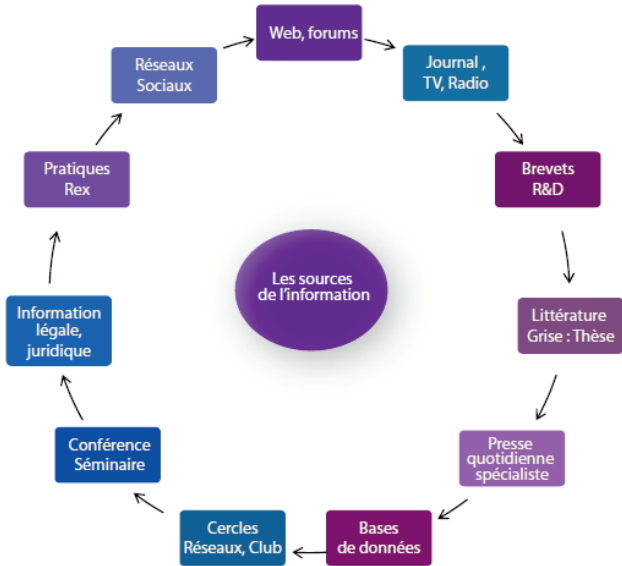 Web, forums
Journal ,
TV, Radio
Brevets
R&D
Littérature
Grise : Thèse
Presse
quotidienne
spécialiste
Bases
de données
Cercles
Réseaux, Club
Conférence
Séminaire
Information
légale,
juridique
Pratiques
Rex
Réseaux
Sociaux
Les sources
de l'information